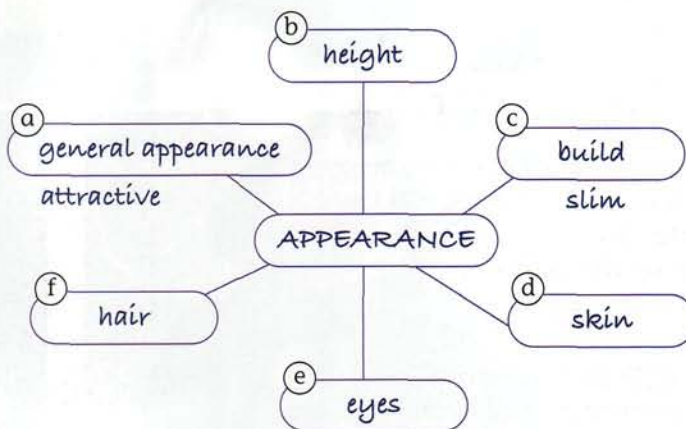 b
height
a
general appearance
attractive
c
build
slim
APPEARANCE
f
hair
d
skin
e
eyes